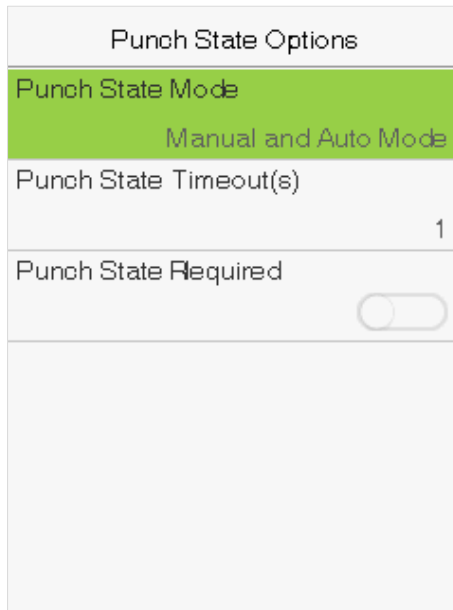 Punch State Options
Punch State Mode
Manual and Auto Mode
Punch State Timeout(s)
1
Punch State Required